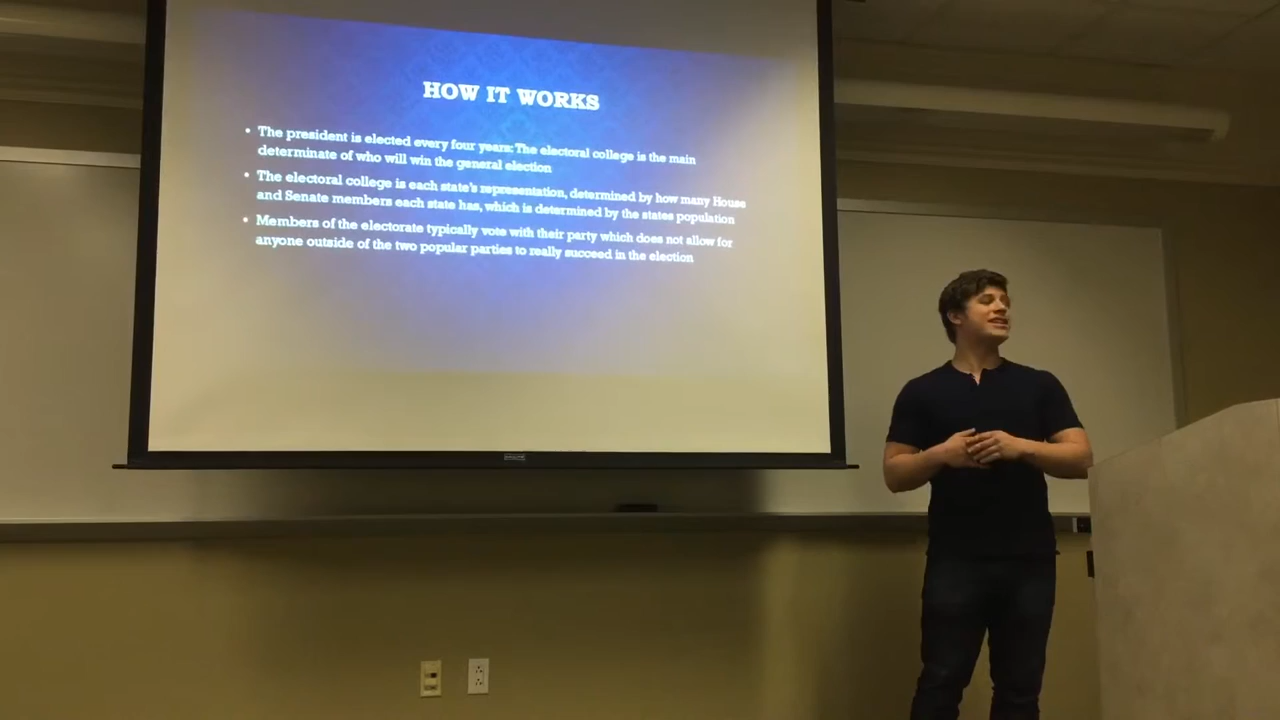 HOW IT WORKS
• The president is elected every four years: The electoral college is the main
determinate of who will win the general election
• The electoral college is each state's representation, determined by how many House
and Senate members each state has, which is determined by the states population
• Members of the electorate typically vote with their party which does not allow for
anyone outside of the two popular parties to really succeed in the election